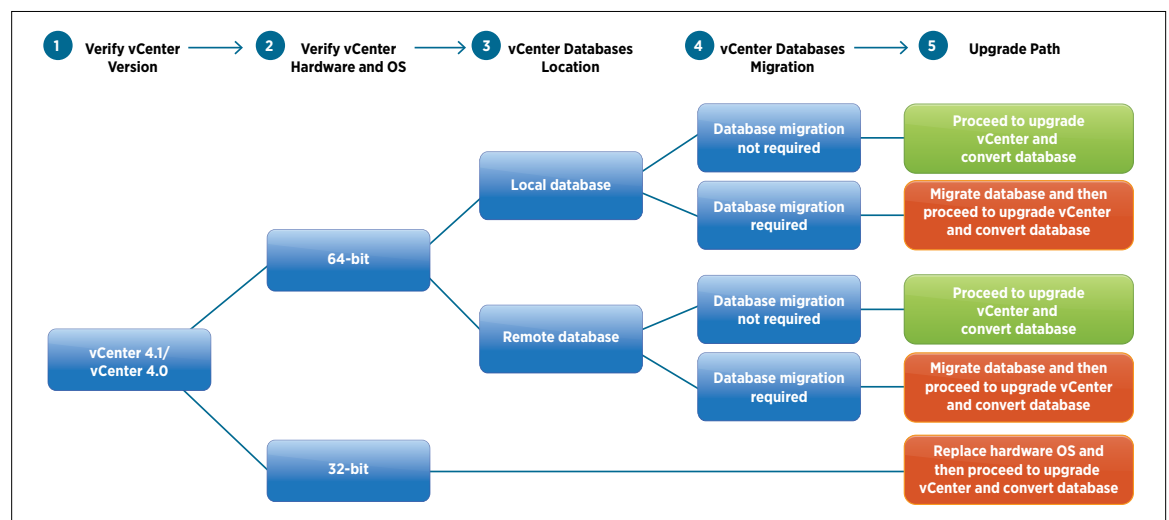 1 Verify vCenter
Version
2 Verify vCenter
Hardware and OS
3 vCenter Databases
Location
4 vCenter Databases
Migration
5 Upgrade Path
Database migration
not required
Proceed to upgrade
vCenter and
convert database
Local database
Database migration
required
Migrate database and then
proceed to upgrade vCenter
and convert database
64-bit
Remote database
Database migration
not required
Proceed to upgrade
vCenter and
convert database
vCenter 4.1/
vCenter 4.0
Database migration
required
Migrate database and then
proceed to upgrade vCenter
and convert database
32-bit
Replace hardware OS and
then proceed to upgrade
vCenter and convert database